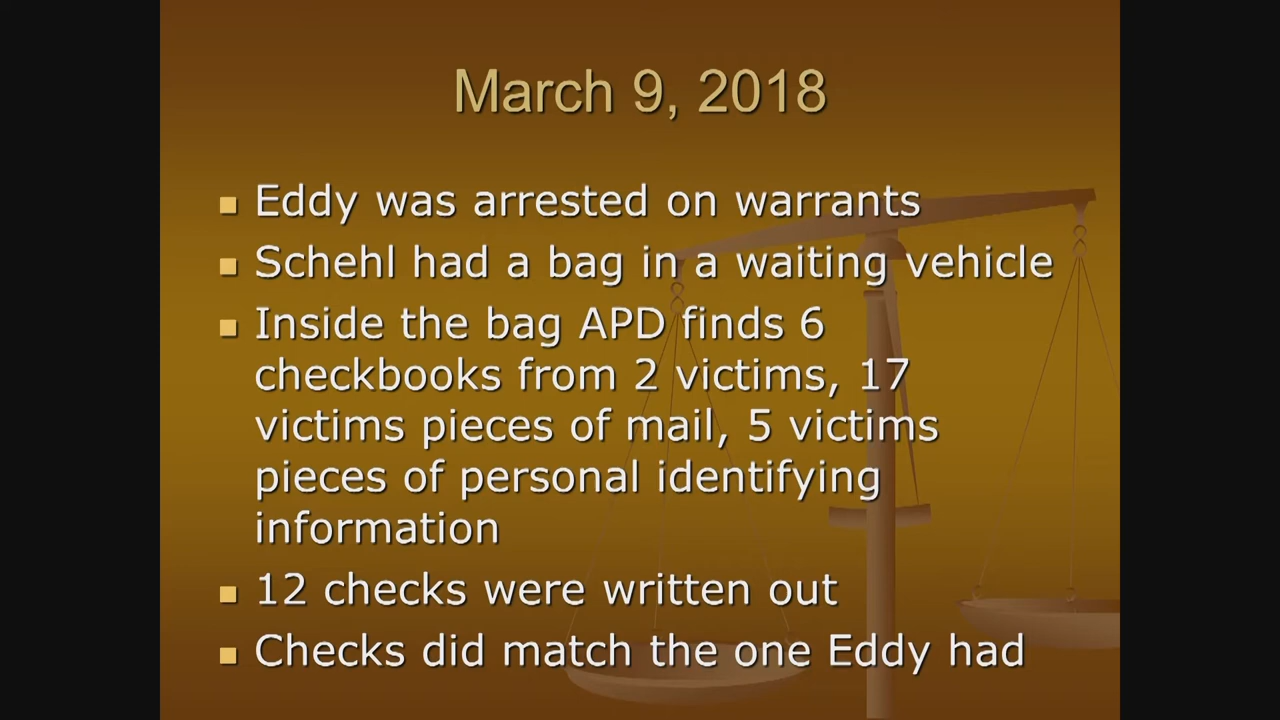 March 9, 2018
Eddy was arrested on warrants
Schehl had a bag in a waiting vehicle
Inside the bag APD finds 6
checkbooks from 2 victims, 17
victims pieces of mail, 5 victims
pieces of personal identifying
information
12 checks were written out
Checks did match the one Eddy had